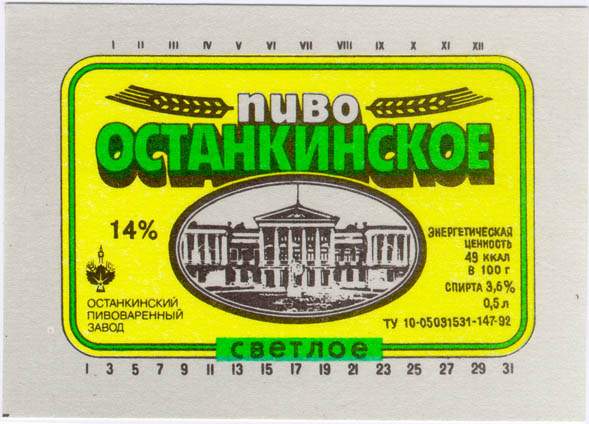 I II III IV V VI VII VIII IX X XI XII
пиво
ОСТАНКИНСКОЕ
14%
ОСТАНКИНСКИЙ
ПИВОВАРЕННЫЙ
ЗАВОД
ЭНЕРГЕТИЧЕСКАЯ
ЦЕННОСТЬ
49 ККАЛ
В 100 Г
СПИРТА 3,6%
0,5 Л
ТУ 10-05031531-147-92
светлое
1 3 5 7 9 11 13 15 17 19 21 23 25 27 29 31